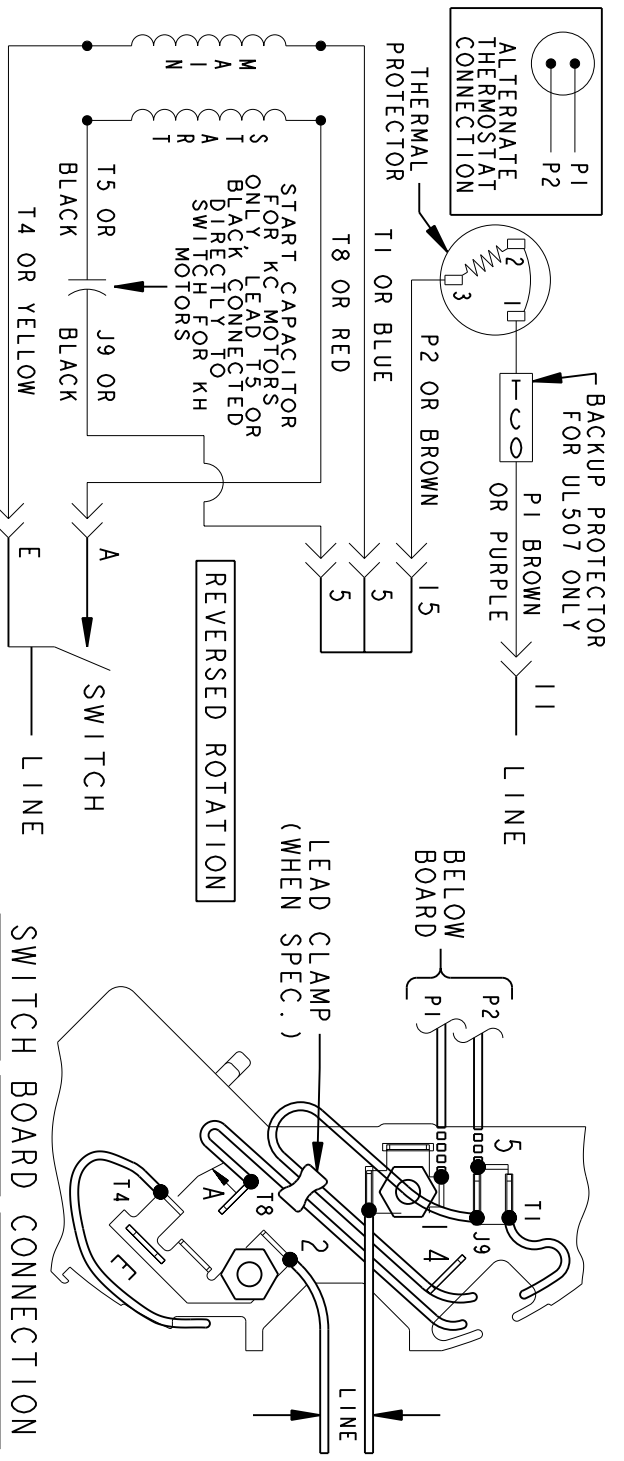 ALTERNATE
THERMOSTAT
CONNECTION
P1
P2
THERMAL
PROTECTOR
2
1
3
TCO
BACKUP PROTECTOR
FOR UL507 ONLY
P1 BROWN
OR PURPLE
11
LINE
P2 OR BROWN
15
T1 OR BLUE
5
5
T8 OR RED
MAIN
START
START CAPACITOR
FOR KC MOTORS
ONLY, LEAD T5 OR
BLACK CONNECTED
DIRECTLY TO
SWITCH FOR KH
MOTORS
T5 OR
BLACK
J9 OR
BLACK
T4 OR YELLOW
A
E
SWITCH
LINE
REVERSED ROTATION
BELOW
BOARD
P2
P1
5
T1
J9
1
4
LEAD CLAMP
(WHEN SPEC.)
2
T8
A
T4
E
LINE
SWITCH BOARD CONNECTION